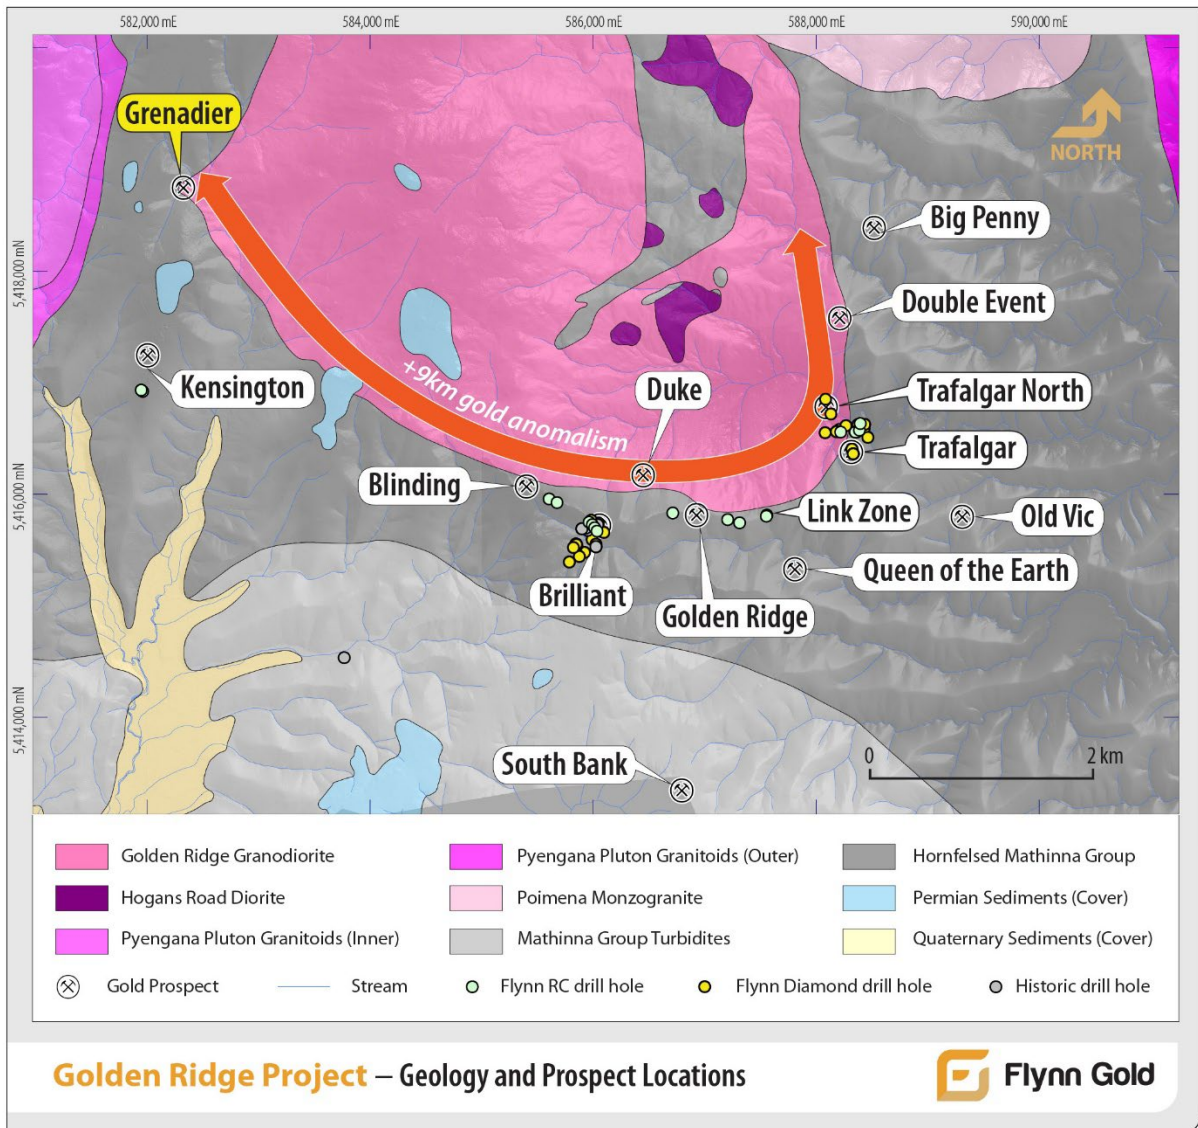 582,000 mE
584,000 mE
586,000 mE
588,000 mE
590,000 mE
Grenadier
NORTH
Big Penny
5,418,000 mN
Double Event
Kensington
+9km gold anomalism
Duke
Trafalgar North
Trafalgar
Blinding
5,416,000 mN
Link Zone
Old Vic
Brilliant
Golden Ridge
Queen of the Earth
5,414,000 mN
South Bank
0 2 km
Golden Ridge Granodiorite
Pyengana Pluton Granitoids (Outer)
Hornfelsed Mathinna Group
Hogans Road Diorite
Poimena Monzogranite
Permian Sediments (Cover)
Pyengana Pluton Granitoids (Inner)
Mathinna Group Turbidites
Quaternary Sediments (Cover)
Gold Prospect
Stream
Flynn RC drill hole
Flynn Diamond drill hole
Historic drill hole
Golden Ridge Project – Geology and Prospect Locations
Flynn Gold